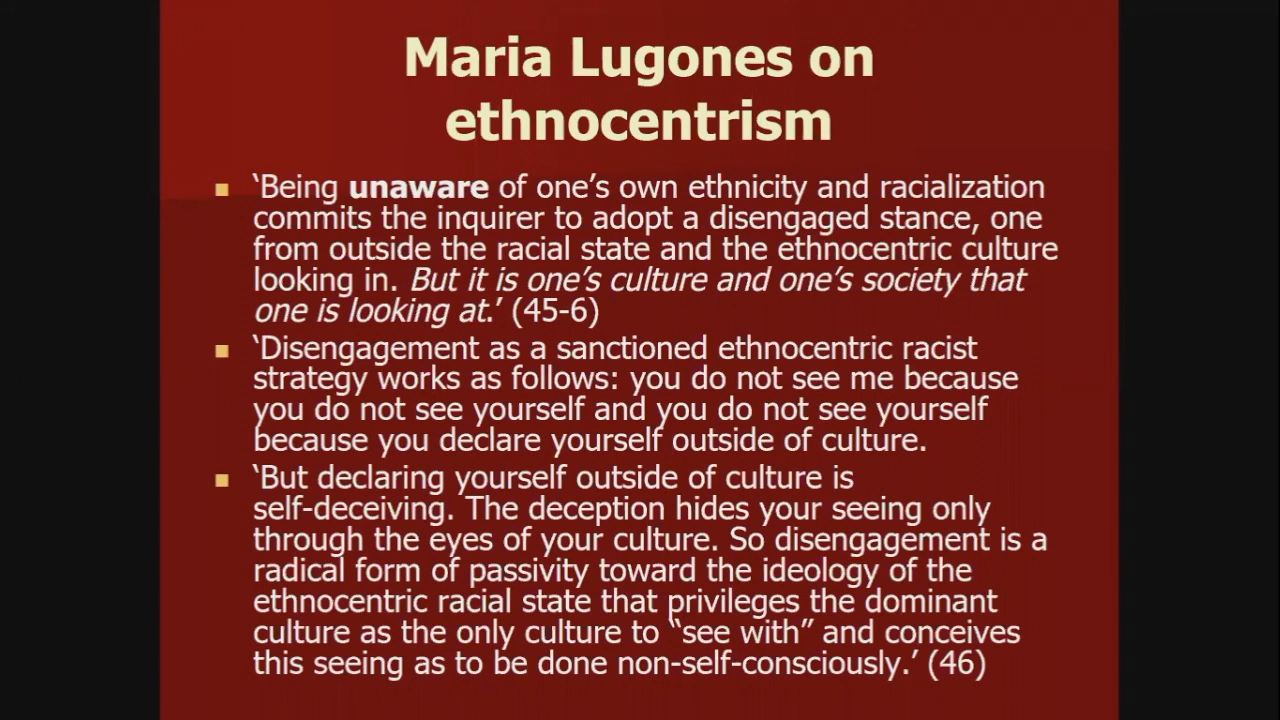 Maria Lugones on
ethnocentrism
‘Being unaware of one’s own ethnicity and racialization
commits the inquirer to adopt a disengaged stance, one
from outside the racial state and the ethnocentric culture
looking in. But it is one’s culture and one’s society that
one is looking at.’ (45-6)
‘Disengagement as a sanctioned ethnocentric racist
strategy works as follows: you do not see me because
you do not see yourself and you do not see yourself
because you declare yourself outside of culture.
‘But declaring yourself outside of culture is
self-deceiving. The deception hides your seeing only
through the eyes of your culture. So disengagement is a
radical form of passivity toward the ideology of the
ethnocentric racial state that privileges the dominant
culture as the only culture to “see with” and conceives
this seeing as to be done non-self-consciously.’ (46)